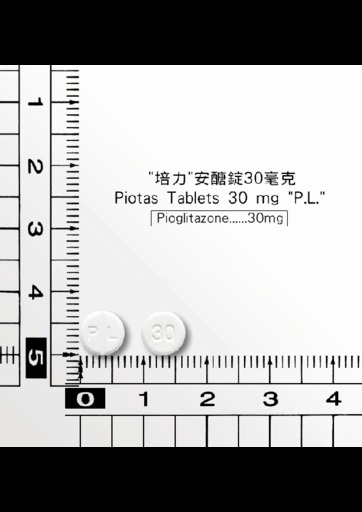 "培力"安醣錠30毫克
Piotas Tablets 30 mg "P.L."
Pioglitazone......30mg
1
2
3
4
5
P L
30
0 1 2 3 4